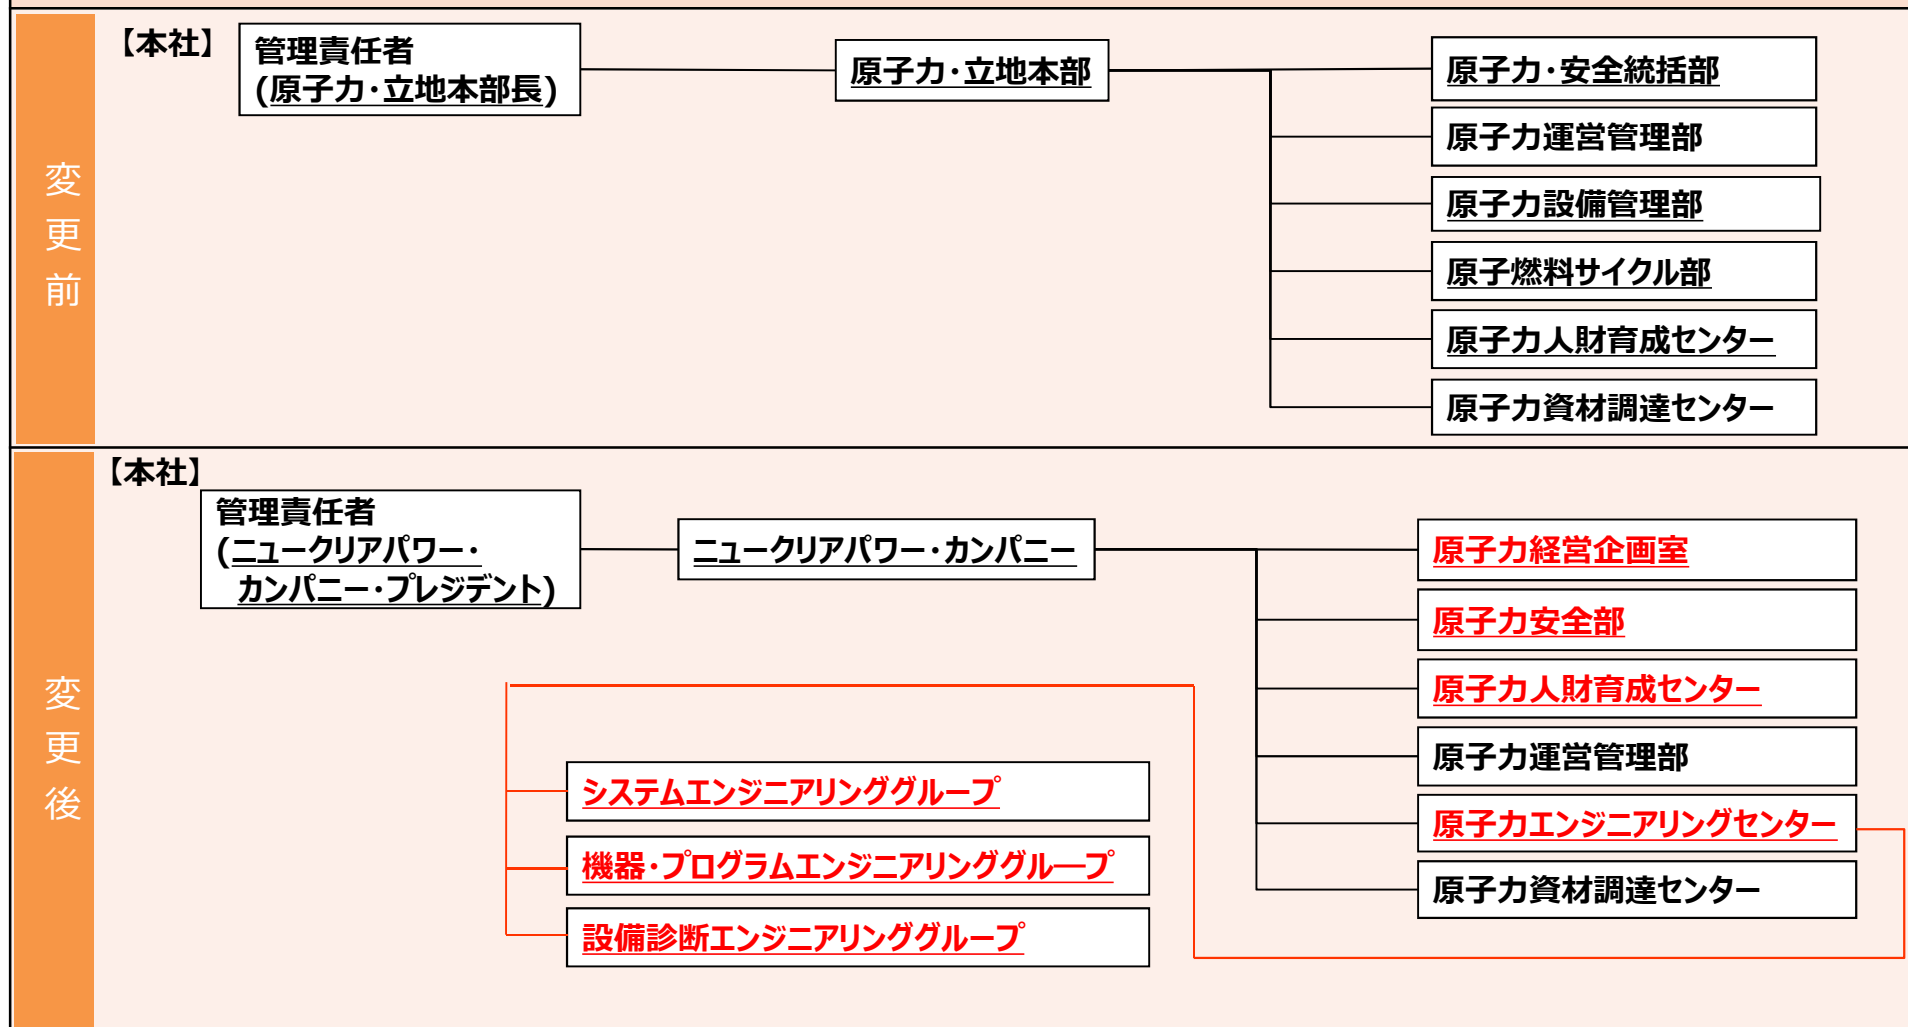 変更前
【本社】
管理責任者
(原子力・立地本部長)
原子力・立地本部
原子力・安全統括部
原子力運営管理部
原子力設備管理部
原子燃料サイクル部
原子力人財育成センター
原子力資材調達センター
変更後
【本社】
管理責任者
(ニュークリアパワー・
カンパニー・プレジデント)
ニュークリアパワー・カンパニー
原子力経営企画室
原子力安全部
原子力人財育成センター
原子力運営管理部
原子力エンジニアリングセンター
原子力資材調達センター
システムエンジニアリンググループ
機器・プログラムエンジニアリンググループ
設備診断エンジニアリンググループ